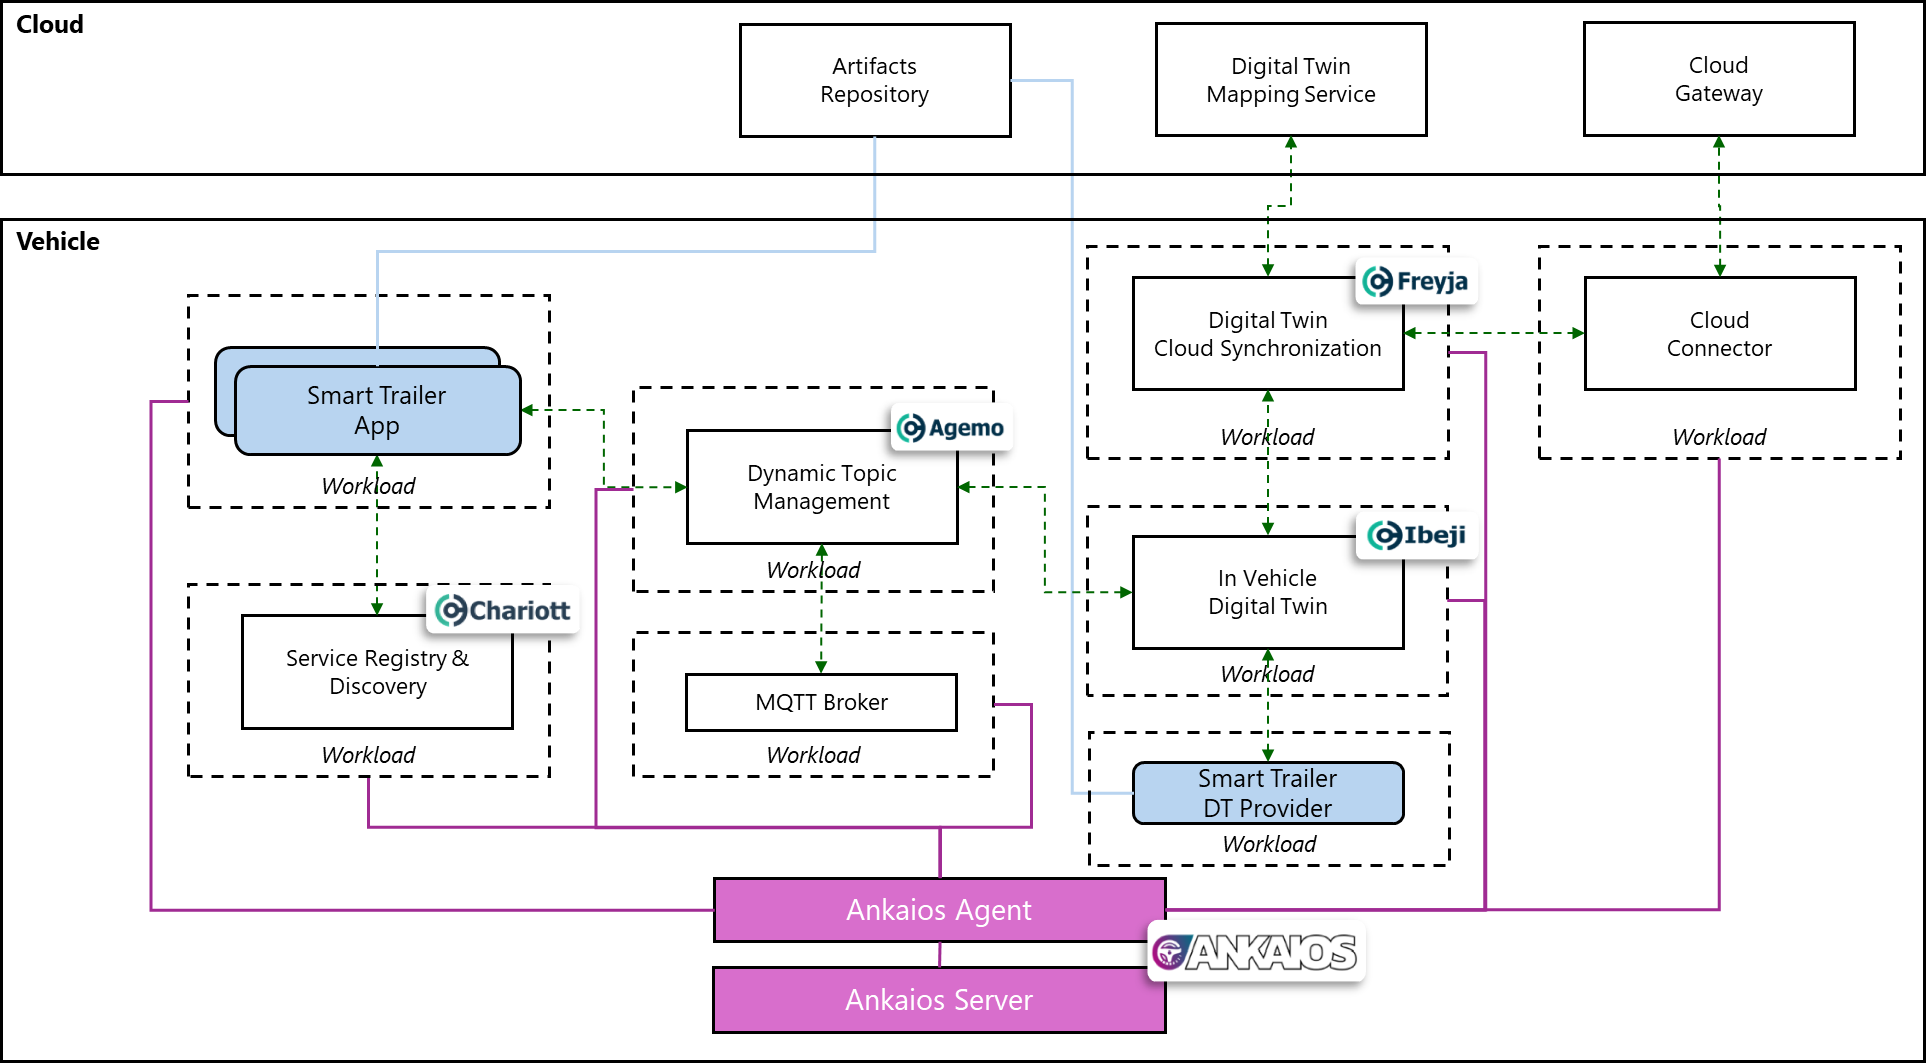 Cloud
Artifacts
Repository
Digital Twin
Mapping Service
Cloud
Gateway
Vehicle
Smart Trailer
App
Workload
Chariott
Service Registry &
Discovery
Workload
Agemo
Dynamic Topic
Management
Workload
MQTT Broker
Workload
Freyja
Digital Twin
Cloud Synchronization
Workload
Cloud
Connector
Workload
Ibeji
In Vehicle
Digital Twin
Workload
Smart Trailer
DT Provider
Workload
Ankaios Agent
ANKAIOS
Ankaios Server